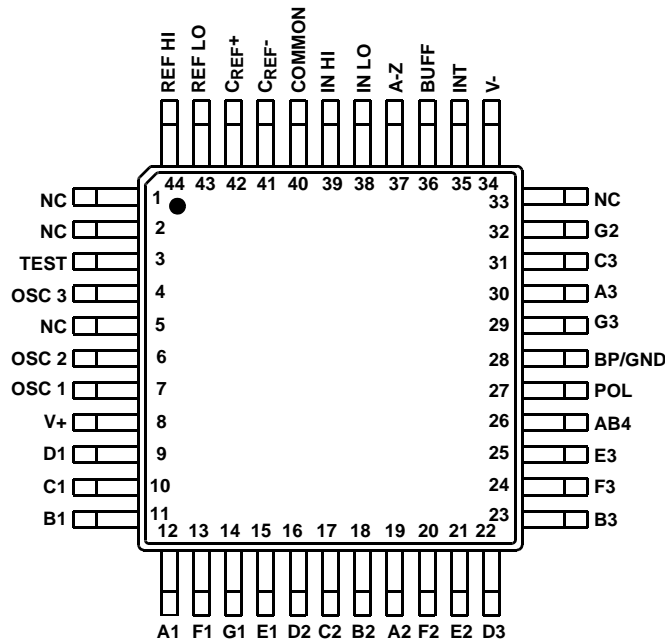 REF HI
REF LO
CREF+
CREF-
COMMON
IN HI
IN LO
A-Z
BUFF
INT
V-
44 43 42 41 40 39 38 37 36 35 34
NC 1
NC 2
TEST 3
OSC 3 4
NC 5
OSC 2 6
OSC 1 7
V+ 8
D1 9
C1 10
B1 11
33 NC
32 G2
31 C3
30 A3
29 G3
28 BP/GND
27 POL
26 AB4
25 E3
24 F3
23 B3
12 13 14 15 16 17 18 19 20 21 22
A1 F1 G1 E1 D2 C2 B2 A2 F2 E2 D3